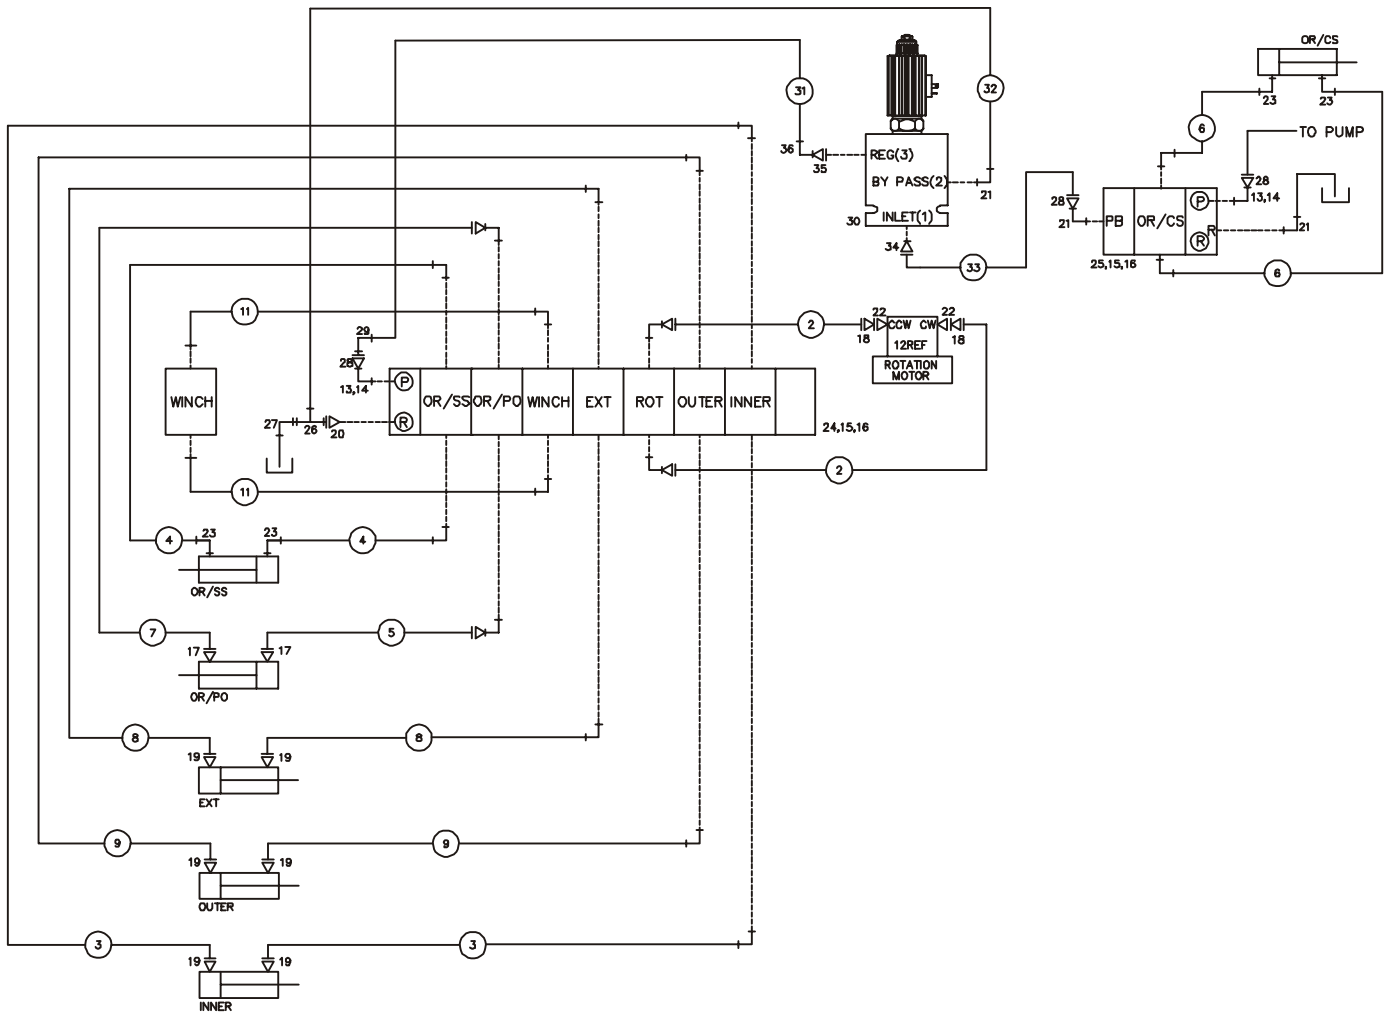 OR/CS
31
32
23
23
6
TO PUMP
36
35
REG(3)
BY PASS(2)
21
28
13,14
28
P
PB
OR/CS
R
R
21
21
30
INLET(1)
34
33
25,15,16
6
11
2
22
22
CCW
CW
18
18
12REF
ROTATION
MOTOR
29
28
13,14
P
WINCH
OR/SS
OR/PO
WINCH
EXT
ROT
OUTER
INNER
R
27
26
20
24,15,16
2
11
4
23
23
4
OR/SS
7
5
17
17
OR/PO
8
8
19
19
EXT
9
9
19
19
OUTER
3
3
19
19
INNER